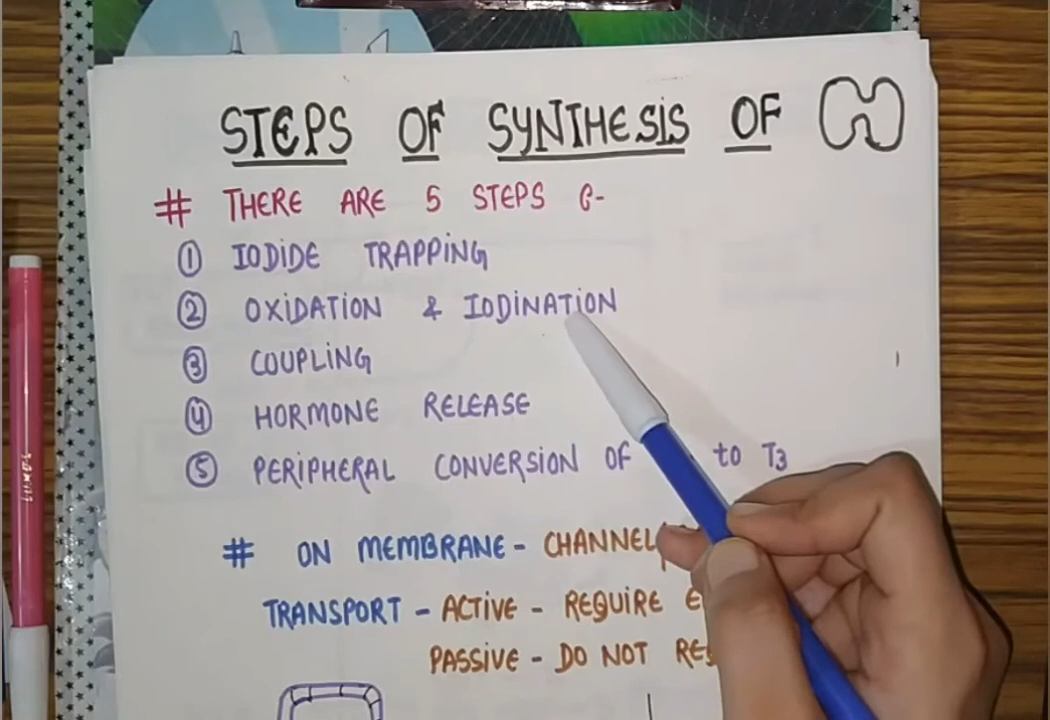 STEPS OF SYNTHESIS OF
# THERE ARE 5 STEPS :-
① IODIDE TRAPPING
② OXIDATION & IODINATION
③ COUPLING
④ HORMONE RELEASE
⑤ PERIPHERAL CONVERSION OF to T3
# ON MEMBRANE - CHANNEL
TRANSPORT - ACTIVE - REQUIRE
PASSIVE - DO NOT